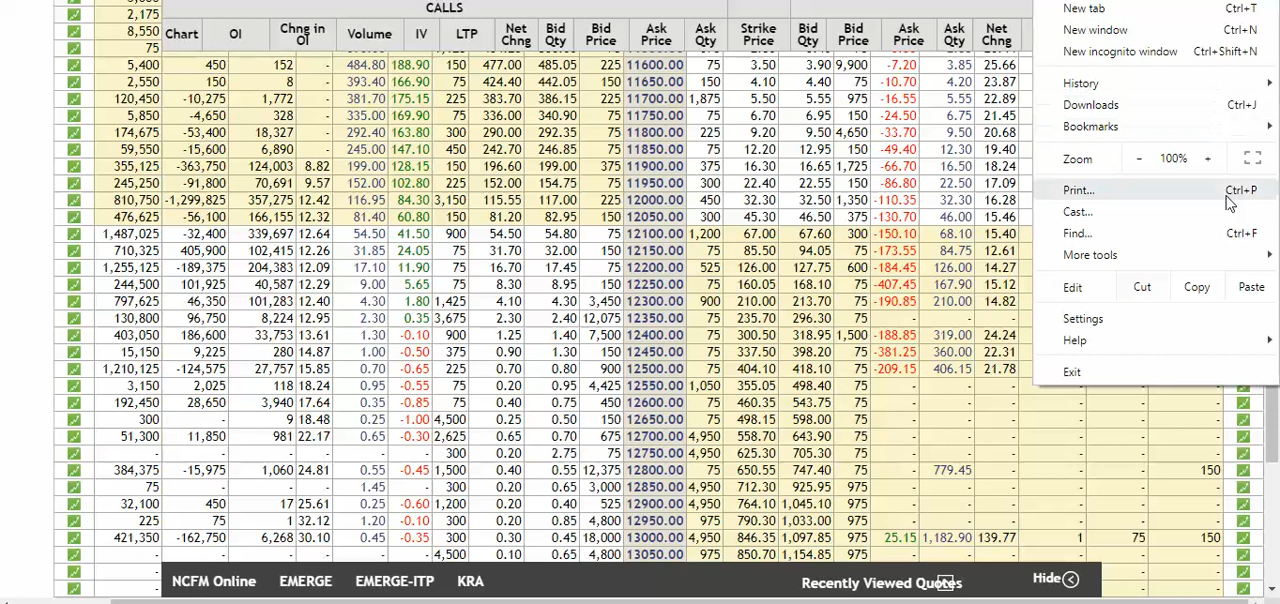 2,175
8,550
75
CALLS
Chart OI Chng in OI Volume IV LTP Net Chng Bid Qty Bid Price Ask Price Ask Qty Strike Price Bid Qty Bid Price Ask Price Ask Qty Net Chng
5,400 450 152 - 484.80 188.90 150 477.00 485.05 225 11600.00 75 3.50 3.90 9,900 -7.20 3.85 25.66
2,550 150 8 - 393.40 166.90 75 424.40 442.05 150 11650.00 150 4.10 4.40 75 -10.70 4.20 23.87
120,450 -10,275 1,772 - 381.70 175.15 225 383.70 386.15 225 11700.00 1,875 5.50 5.55 975 -16.55 5.55 22.89
5,850 -4,650 328 - 335.00 169.90 75 336.00 340.90 75 11750.00 115 6.70 6.95 150 -24.50 6.75 21.45
174,675 -53,400 18,327 - 292.40 163.80 300 290.00 292.35 75 11800.00 225 9.20 9.50 4,650 -33.70 9.50 20.68
59,550 -15,600 6,890 - 245.00 147.10 450 242.70 246.85 75 11850.00 150 12.20 12.95 150 -49.40 12.30 19.40
355,125 -363,750 124,003 8.82 199.00 128.15 150 196.60 199.00 75 11900.00 375 16.30 16.65 1,725 -66.70 16.50 18.24
245,250 -91,800 70,691 9.57 152.00 102.80 225 152.00 154.75 75 11950.00 300 22.40 22.55 150 -86.80 22.50 17.09
810,750 -1,299,825 357,275 12.42 116.95 84.30 3,150 115.55 117.00 225 12000.00 450 32.30 32.50 1,350 -110.35 32.30 16.28
476,625 -56,100 166,155 12.32 81.40 60.80 150 81.20 82.95 150 12050.00 300 45.30 46.50 375 -130.70 46.00 15.46
1,487,025 -32,400 339,697 12.64 54.50 41.50 900 54.50 54.80 75 12100.00 1,200 67.00 67.60 300 -150.10 68.10 15.40
710,325 405,900 102,415 12.26 31.85 24.05 75 31.70 32.00 150 12150.00 75 85.50 94.05 75 -173.55 84.75 12.61
1,255,125 -189,375 204,383 12.09 17.10 11.90 75 16.70 17.45 75 12200.00 525 126.00 127.75 600 -184.45 126.00 14.27
244,500 101,925 40,587 12.29 9.00 5.65 75 8.30 8.95 150 12250.00 75 160.05 168.10 75 -407.45 167.90 15.12
797,625 46,350 101,283 12.40 4.30 1.80 1,425 4.10 4.30 3,450 12300.00 900 210.00 213.70 75 -190.85 210.00 14.82
130,800 96,750 8,224 12.95 2.30 0.35 3,675 2.30 2.40 12,075 12350.00 75 235.70 296.30 75 - - -
403,050 186,600 33,753 13.61 1.30 -0.10 900 1.25 1.40 7,500 12400.00 75 300.50 318.95 1,500 -188.85 319.00 24.24
15,150 9,225 280 14.87 1.00 -0.50 375 0.90 1.30 150 12450.00 75 337.50 398.20 75 -381.25 360.00 22.31
1,210,125 -124,575 27,757 15.85 0.70 -0.65 225 0.70 0.80 900 12500.00 75 404.10 418.10 75 -209.15 406.15 21.78
3,150 2,025 118 18.24 0.95 -0.55 75 0.20 0.95 4,425 12550.00 1,050 355.05 498.40 75 - - - - - -
192,450 28,650 3,940 17.64 0.35 -0.85 75 0.40 0.75 450 12600.00 75 460.35 543.75 75 - - - - - -
300 - 9 18.48 0.25 -1.00 4,500 0.25 0.50 150 12650.00 75 498.15 598.00 75 - - - - - -
51,300 11,850 981 22.17 0.65 -0.30 2,625 0.65 0.70 675 12700.00 4,950 558.70 643.90 75 - - - - - -
- - - - - - 300 0.20 2.75 75 12750.00 4,950 625.30 705.30 75 - - - - - -
384,375 -15,975 1,060 24.81 0.55 -0.45 1,500 0.40 0.55 12,375 12800.00 75 650.55 747.40 75 - 779.45 - - - 150
75 - - - 1.45 - 300 0.20 0.65 3,000 12850.00 4,950 712.30 925.95 975 - - - - - -
32,100 450 17 25.61 0.25 -0.60 1,200 0.20 0.40 525 12900.00 4,950 764.10 1,045.10 975 - - - - - -
225 75 1 32.12 1.20 -0.10 300 0.20 0.85 4,800 12950.00 975 790.30 1,033.00 975 - - - - - -
421,350 -162,750 6,268 30.10 0.45 -0.35 300 0.30 0.45 18,000 13000.00 4,950 846.35 1,097.85 975 25.15 1,182.90 139.77 1 75 150
- - - - - - 4,500 0.10 0.65 4,800 13050.00 975 850.70 1,154.85 975 - - - - - -
NCFM Online EMERGE EMERGE-ITP KRA Recently Viewed Quotes Hide
New tab Ctrl+T
New window Ctrl+N
New incognito window Ctrl+Shift+N
History
Downloads Ctrl+J
Bookmarks
Zoom - 100% +
Print... Ctrl+P
Cast...
Find... Ctrl+F
More tools
Edit Cut Copy Paste
Settings
Help
Exit